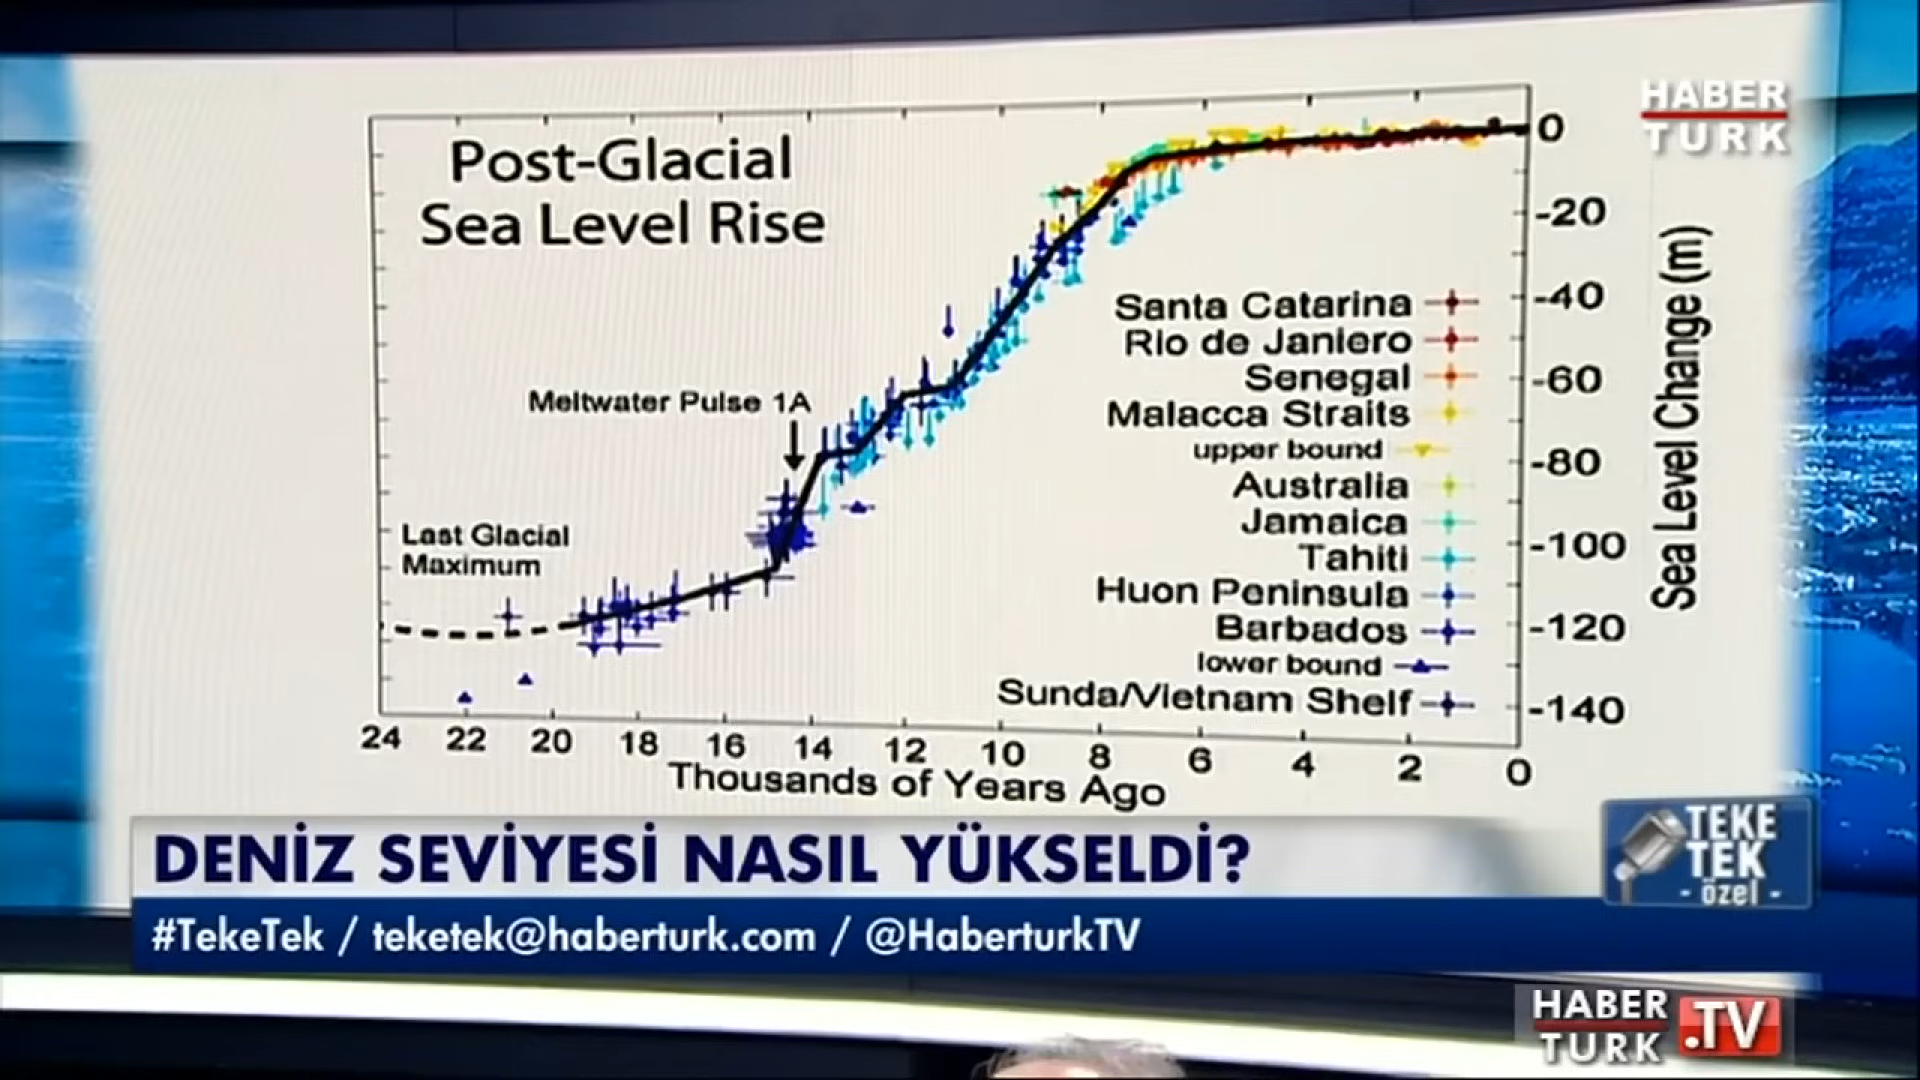 HABER
TURK
Post-Glacial
Sea Level Rise
Meltwater Pulse 1A
Last Glacial
Maximum
Santa Catarina
Rio de Janiero
Senegal
Malacca Straits
upper bound
Australia
Jamaica
Tahiti
Huon Peninsula
Barbados
lower bound
Sunda/Vietnam Shelf
0
-20
-40
-60
-80
-100
-120
-140
Sea Level Change (m)
24 22 20 18 16 14 12 10 8 6 4 2 0
Thousands of Years Ago
DENİZ SEVİYESİ NASIL YÜKSELDİ?
TEKE
TEK
- özel -
#TekeTek / teketek@haberturk.com / @HaberturkTV
HABER
TURK
.TV